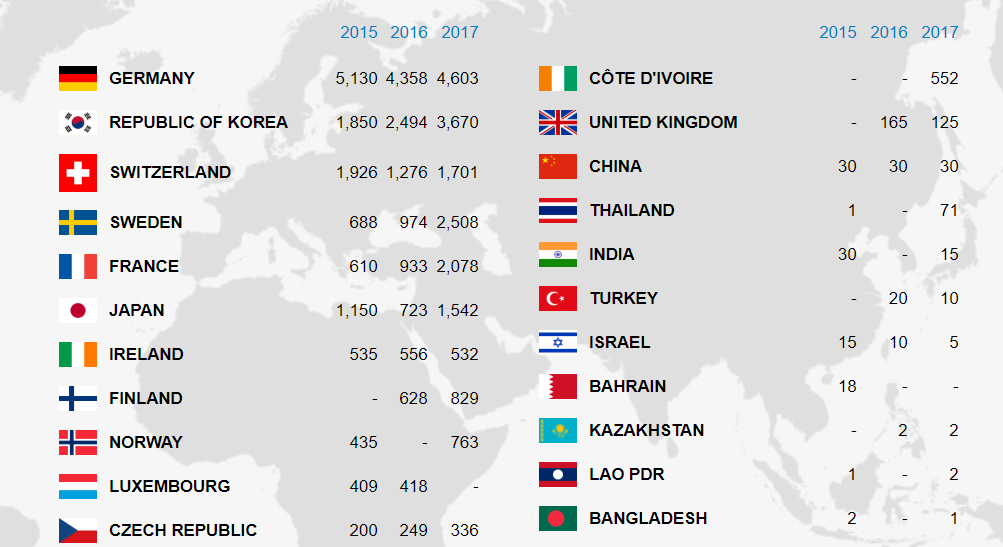 2015 2016 2017
GERMANY 5,130 4,358 4,603
REPUBLIC OF KOREA 1,850 2,494 3,670
SWITZERLAND 1,926 1,276 1,701
SWEDEN 688 974 2,508
FRANCE 610 933 2,078
JAPAN 1,150 723 1,542
IRELAND 535 556 532
FINLAND - 628 829
NORWAY 435 - 763
LUXEMBOURG 409 418 -
CZECH REPUBLIC 200 249 336
2015 2016 2017
CÔTE D'IVOIRE - - 552
UNITED KINGDOM - 165 125
CHINA 30 30 30
THAILAND 1 - 71
INDIA 30 - 15
TURKEY - 20 10
ISRAEL 15 10 5
BAHRAIN 18 - -
KAZAKHSTAN - 2 2
LAO PDR 1 - 2
BANGLADESH 2 - 1